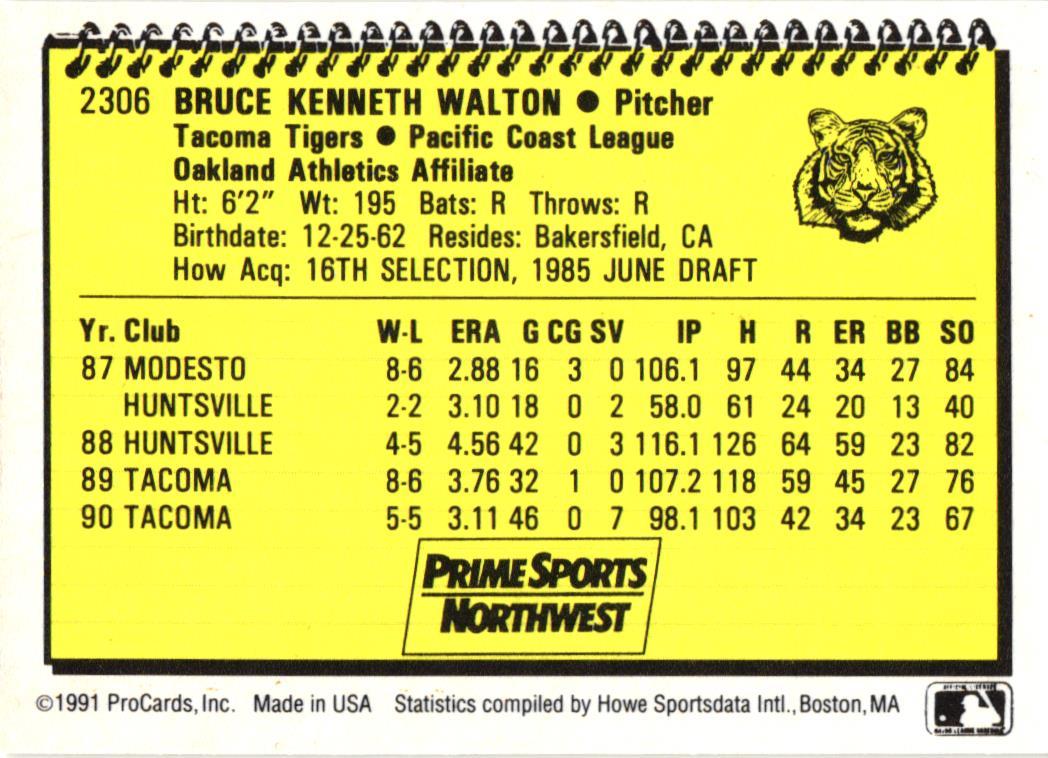 2306 BRUCE KENNETH WALTON ● Pitcher
Tacoma Tigers ● Pacific Coast League
Oakland Athletics Affiliate
Ht: 6'2" Wt: 195 Bats: R Throws: R
Birthdate: 12-25-62 Resides: Bakersfield, CA
How Acq: 16TH SELECTION, 1985 JUNE DRAFT
Yr. Club W-L ERA G CG SV IP H R ER BB SO
87 MODESTO 8-6 2.88 16 3 0 106.1 97 44 34 27 84
HUNTSVILLE 2-2 3.10 18 0 2 58.0 61 24 20 13 40
88 HUNTSVILLE 4-5 4.56 42 0 3 116.1 126 64 59 23 82
89 TACOMA 8-6 3.76 32 1 0 107.2 118 59 45 27 76
90 TACOMA 5-5 3.11 46 0 7 98.1 103 42 34 23 67
PRIME SPORTS
NORTHWEST
©1991 ProCards, Inc. Made in USA Statistics compiled by Howe Sportsdata Intl., Boston, MA